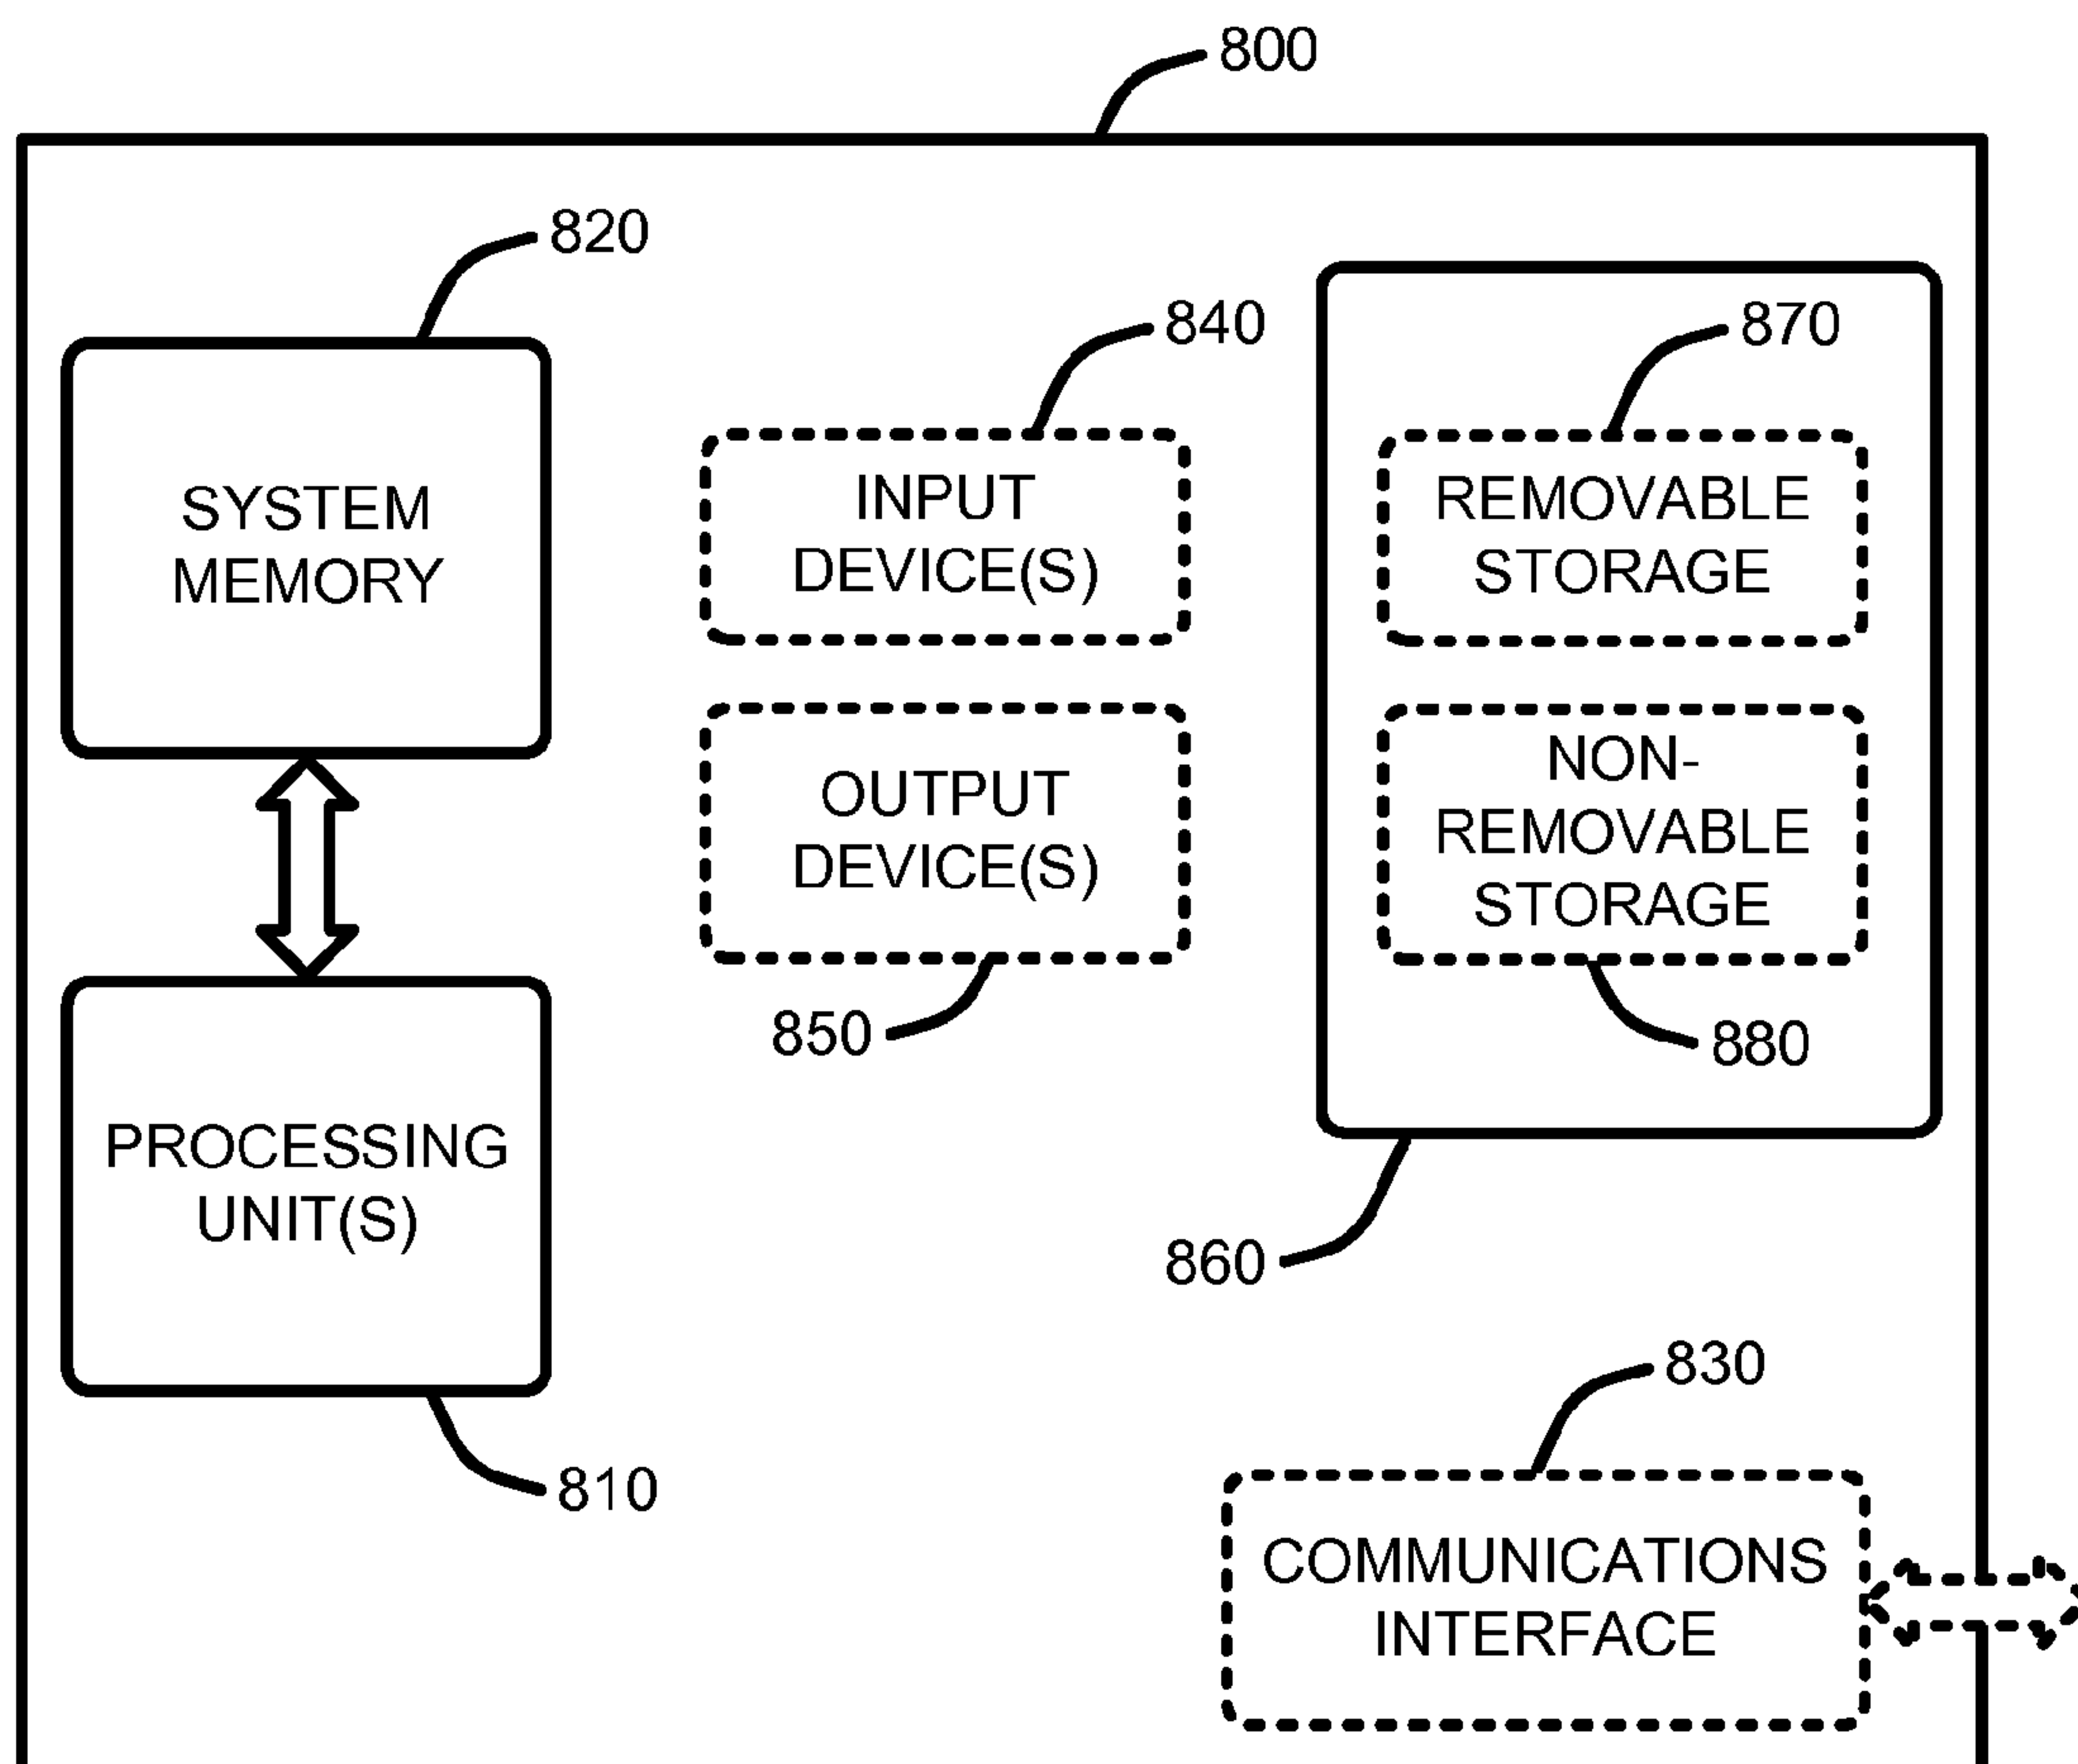 800
820
SYSTEM
MEMORY
840
INPUT
DEVICE(S)
870
REMOVABLE
STORAGE
OUTPUT
DEVICE(S)
850
NON-
REMOVABLE
STORAGE
880
PROCESSING
UNIT(S)
810
860
830
COMMUNICATIONS
INTERFACE